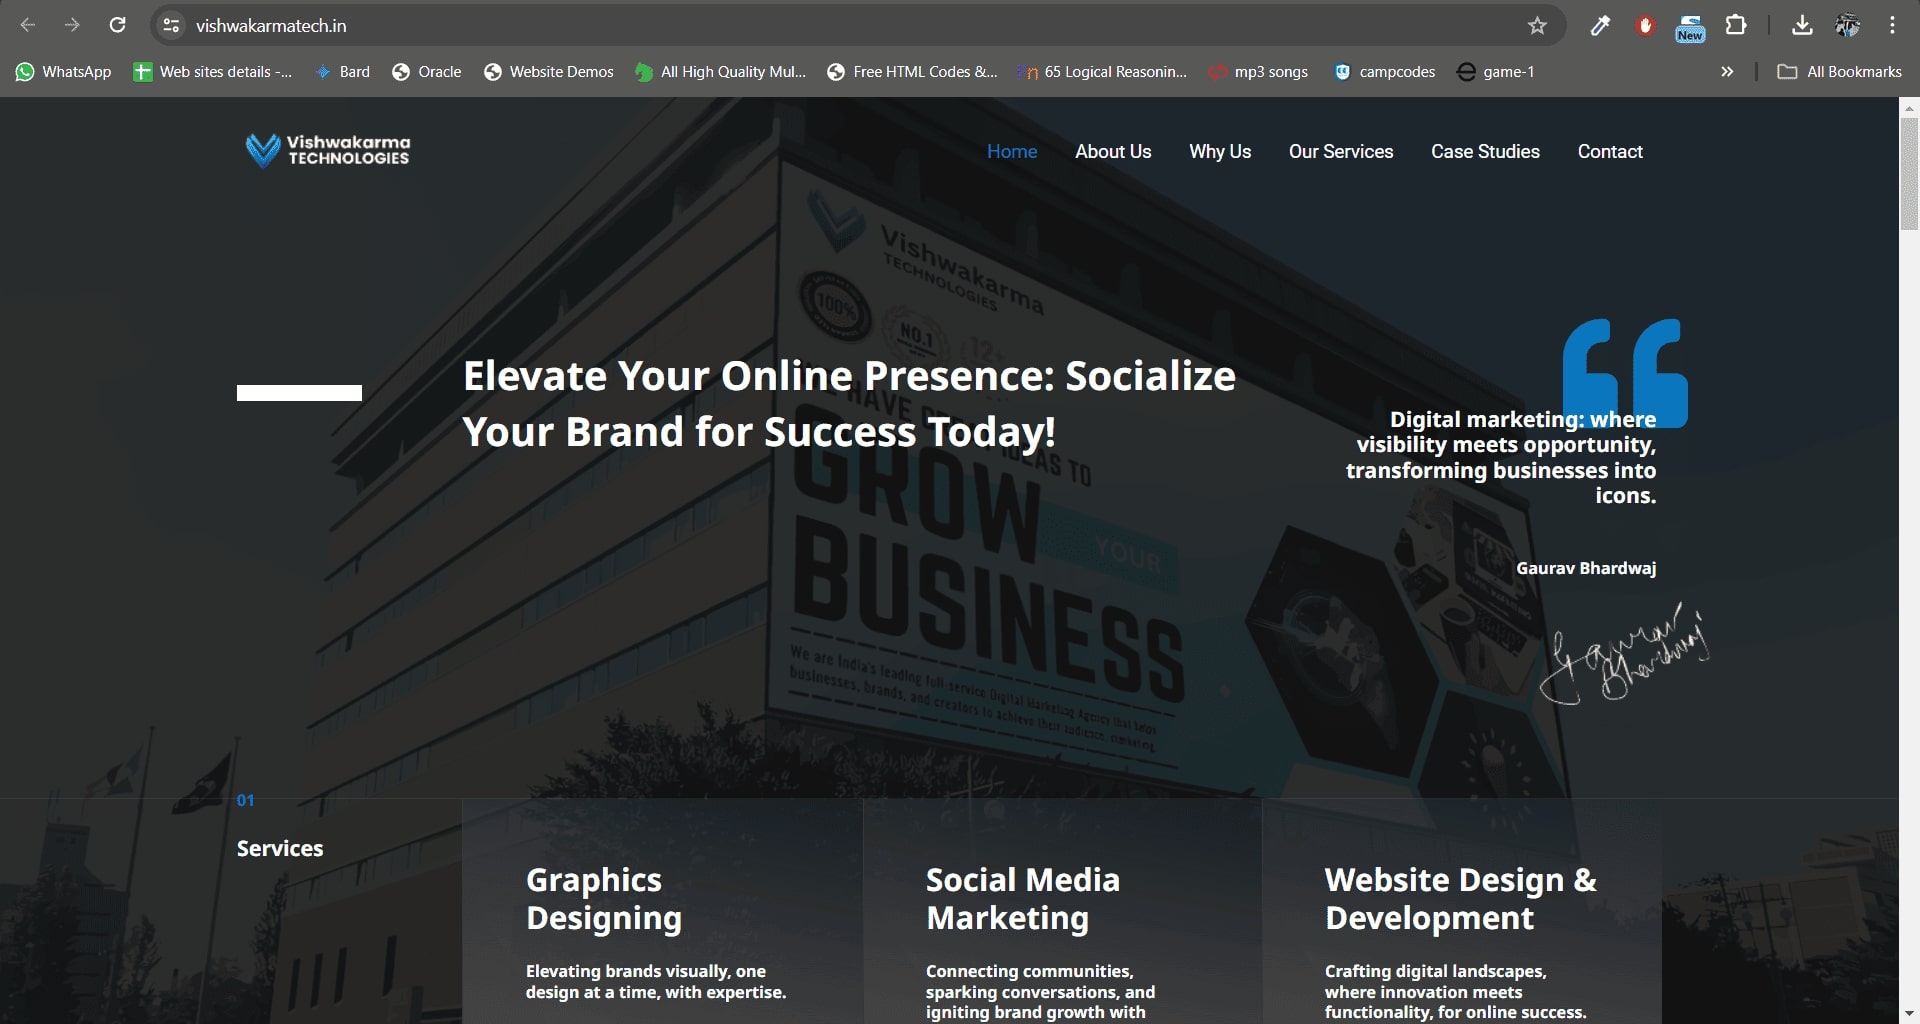 vishwakarmatech.in
New
WhatsApp
Web sites details -...
Bard
Oracle
Website Demos
All High Quality Mul...
Free HTML Codes &...
65 Logical Reasonin...
mp3 songs
campcodes
game-1
All Bookmarks
Vishwakarma
TECHNOLOGIES
Home
About Us
Why Us
Our Services
Case Studies
Contact
Vishwakarma
TECHNOLOGIES
100%
NO.1
12+
Elevate Your Online Presence: Socialize
Your Brand for Success Today!
GROW
YOUR
BUSINESS
We are India's leading full-service Digital Marketing Agency that helps
businesses, brands, and creators to achieve their audience, marketing
Digital marketing: where
visibility meets opportunity,
transforming businesses into
icons.
Gaurav Bhardwaj
Gaurav
Bhardwaj
01
Services
Graphics
Designing
Elevating brands visually, one
design at a time, with expertise.
Social Media
Marketing
Connecting communities,
sparking conversations, and
igniting brand growth with
Website Design &
Development
Crafting digital landscapes,
where innovation meets
functionality, for online success.